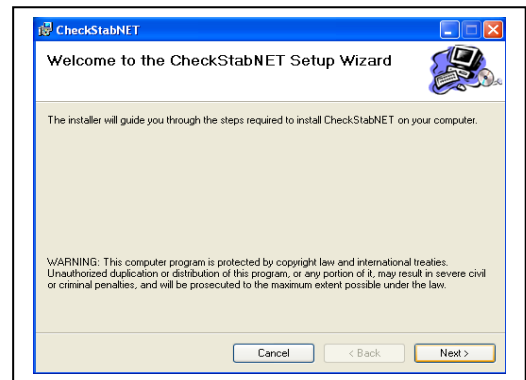 CheckStabNET
Welcome to the CheckStabNET Setup Wizard
The installer will guide you through the steps required to install CheckStabNET on your computer.
WARNING: This computer program is protected by copyright law and international treaties.
Unauthorized duplication or distribution of this program, or any portion of it, may result in severe civil
or criminal penalties, and will be prosecuted to the maximum extent possible under the law.
Cancel
< Back
Next >